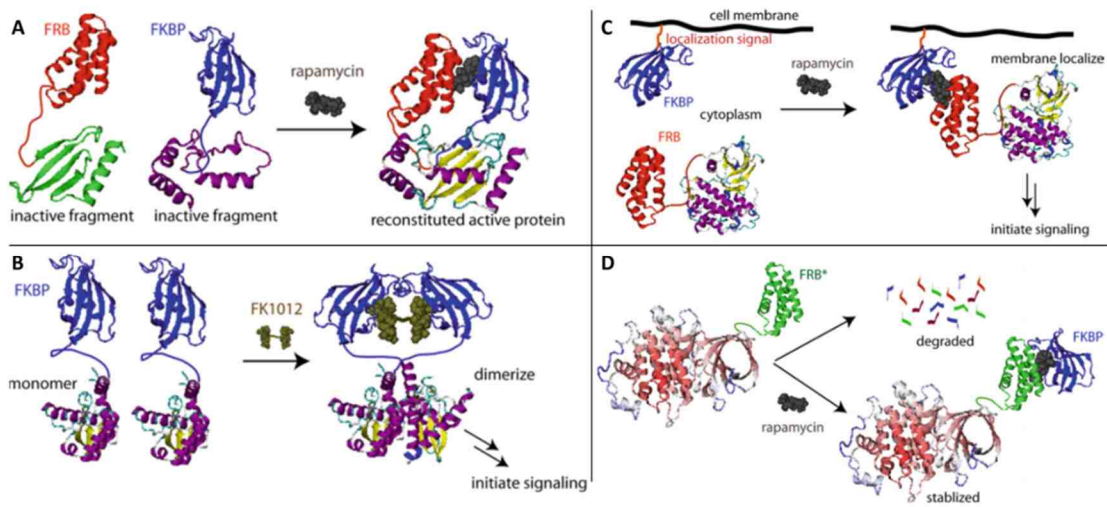 A
FRB
FKBP
rapamycin
inactive fragment
inactive fragment
reconstituted active protein
B
FKBP
FK1012
monomer
dimerize
initiate signaling
C
cell membrane
localization signal
rapamycin
membrane localize
FKBP
cytoplasm
FRB
initiate signaling
D
FRB*
degraded
FKBP
rapamycin
stablized